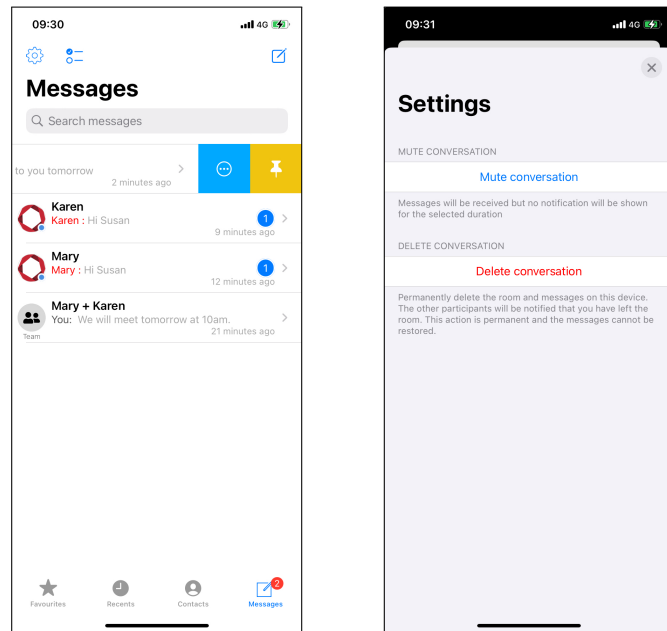 09:30
4G
Messages
Search messages
to you tomorrow
2 minutes ago
Karen
Karen : Hi Susan
1
9 minutes ago
Mary
Mary : Hi Susan
1
12 minutes ago
Mary + Karen
You: We will meet tomorrow at 10am.
21 minutes ago
Team
2
Favourites Recents Contacts Messages
09:31
4G
Settings
MUTE CONVERSATION
Mute conversation
Messages will be received but no notification will be shown
for the selected duration
DELETE CONVERSATION
Delete conversation
Permanently delete the room and messages on this device.
The other participants will be notified that you have left the
room. This action is permanent and the messages cannot be
restored.